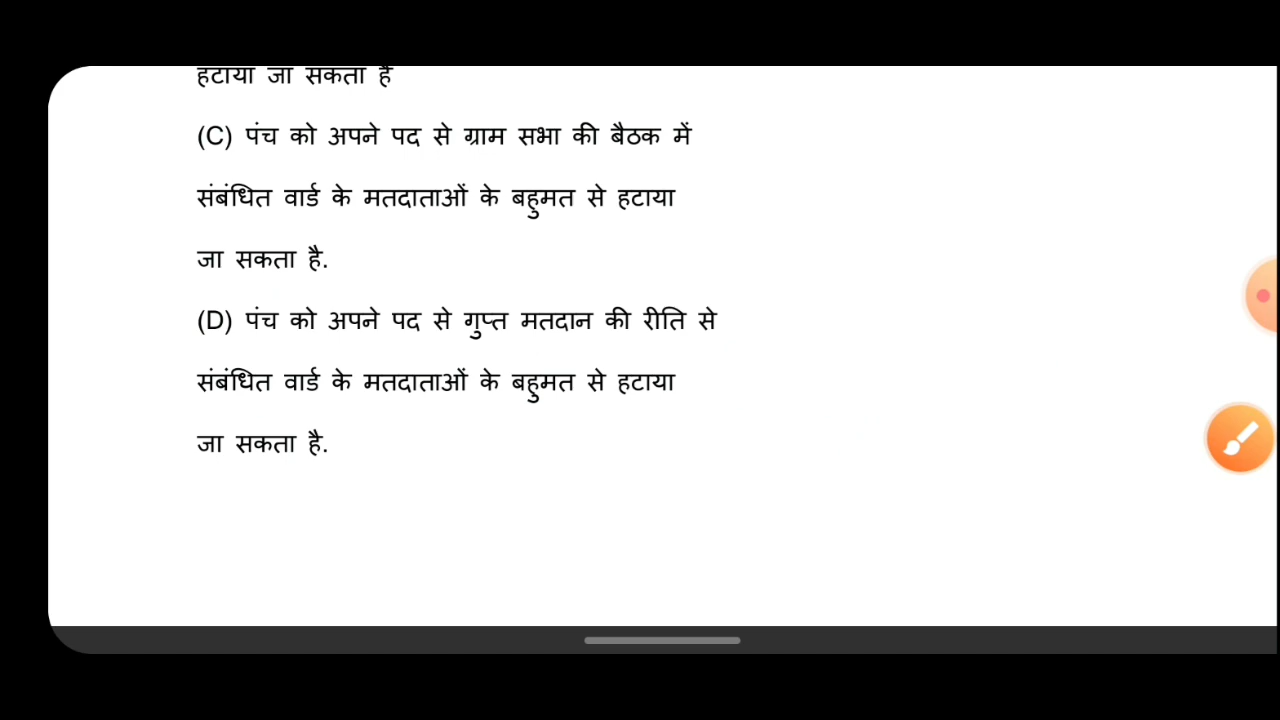 हटाया जा सकता है
(C) पंच को अपने पद से ग्राम सभा की बैठक में
संबंधित वार्ड के मतदाताओं के बहुमत से हटाया
जा सकता है.
(D) पंच को अपने पद से गुप्त मतदान की रीति से
संबंधित वार्ड के मतदाताओं के बहुमत से हटाया
जा सकता है.